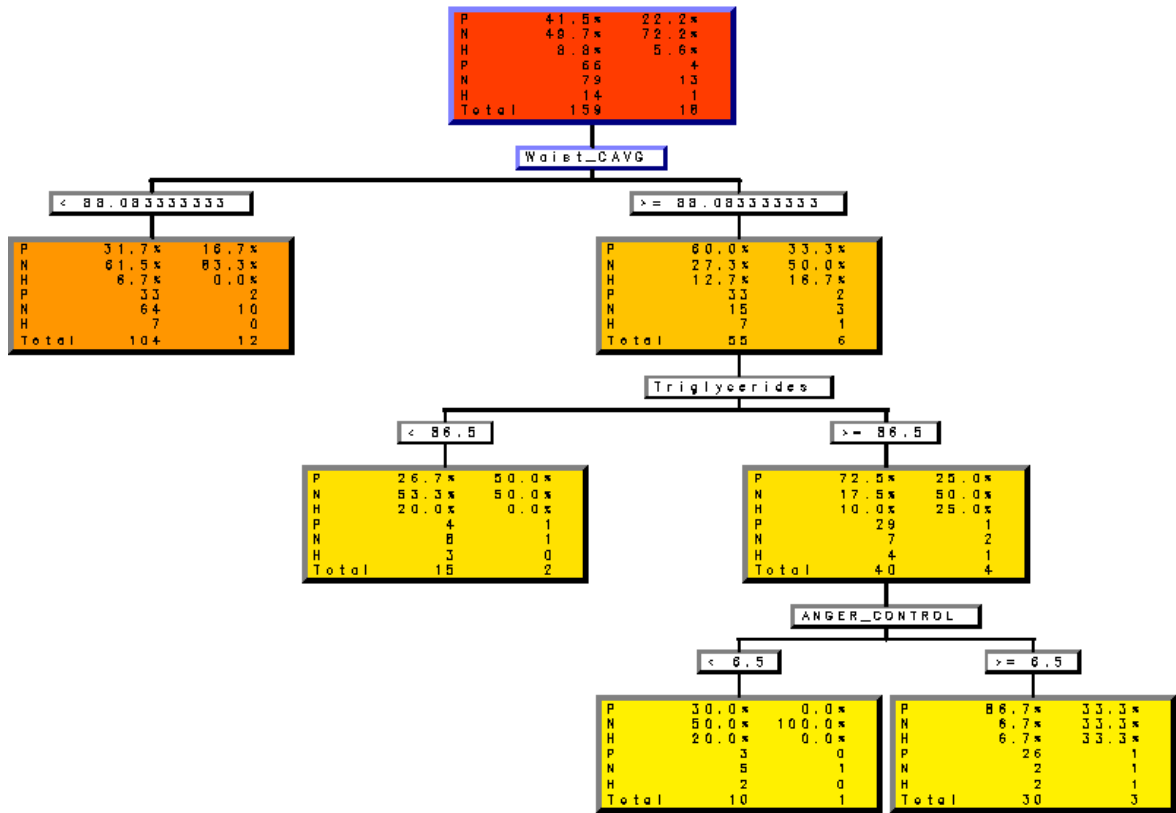 P 41.5% 22.2%
N 49.7% 72.2%
H 8.8% 5.6%
P 66 4
N 79 13
H 14 1
Total 159 18
Waist_CAVG
< 88.083333333
>= 88.083333333
P 31.7% 16.7%
N 61.5% 83.3%
H 6.7% 0.0%
P 33 2
N 64 10
H 7 0
Total 104 12
P 60.0% 33.3%
N 27.3% 50.0%
H 12.7% 16.7%
P 33 2
N 15 3
H 7 1
Total 55 6
Triglycerides
< 86.5
>= 86.5
P 26.7% 50.0%
N 53.3% 50.0%
H 20.0% 0.0%
P 4 1
N 8 1
H 3 0
Total 15 2
P 72.5% 25.0%
N 17.5% 50.0%
H 10.0% 25.0%
P 29 1
N 7 2
H 4 1
Total 40 4
ANGER_CONTROL
< 6.5
>= 6.5
P 30.0% 0.0%
N 50.0% 100.0%
H 20.0% 0.0%
P 3 0
N 5 1
H 2 0
Total 10 1
P 86.7% 33.3%
N 6.7% 33.3%
H 6.7% 33.3%
P 26 1
N 2 1
H 2 1
Total 30 3